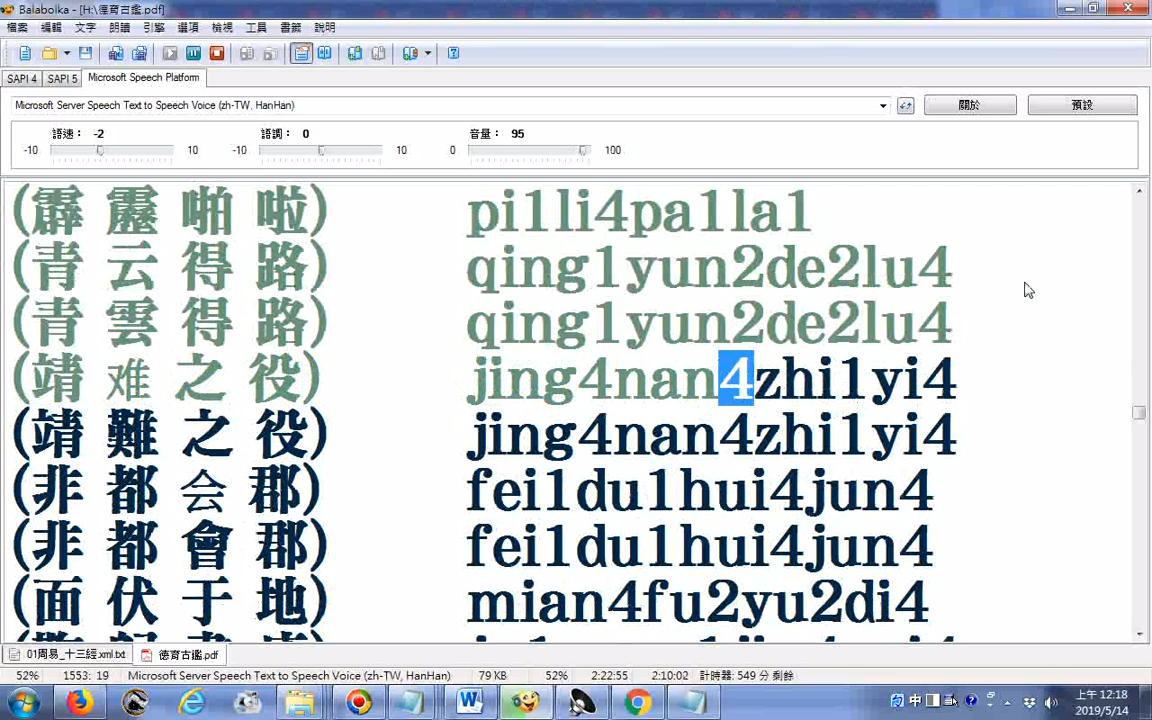 Balabolka - [H:\德育古鑑.pdf]
檔案 編輯 文字 朗讀 引擎 選項 檢視 工具 書籤 說明
SAPI 4 SAPI 5 Microsoft Speech Platform
Microsoft Server Speech Text to Speech Voice (zh-TW, HanHan) 關於 預設
語速: -2 語調: 0 音量: 95
-10 10 -10 10 0 100
(霹靂啪啦) pi1li4pa1la1
(青云得路) qing1yun2de2lu4
(青雲得路) qing1yun2de2lu4
(靖难之役) jing4nan4zhi1yi4
(靖難之役) jing4nan4zhi1yi4
(非都会郡) fei1du1hui4jun4
(非都會郡) fei1du1hui4jun4
(面伏于地) mian4fu2yu2di4
01周易_十三經.xml.txt 德育古鑑.pdf
52% 1553: 19 Microsoft Server Speech Text to Speech Voice (zh-TW, HanHan) 79 KB 52% 2:22:55 2:10:02 計時器: 549 分 剩餘
中 上午 12:18
2019/5/14